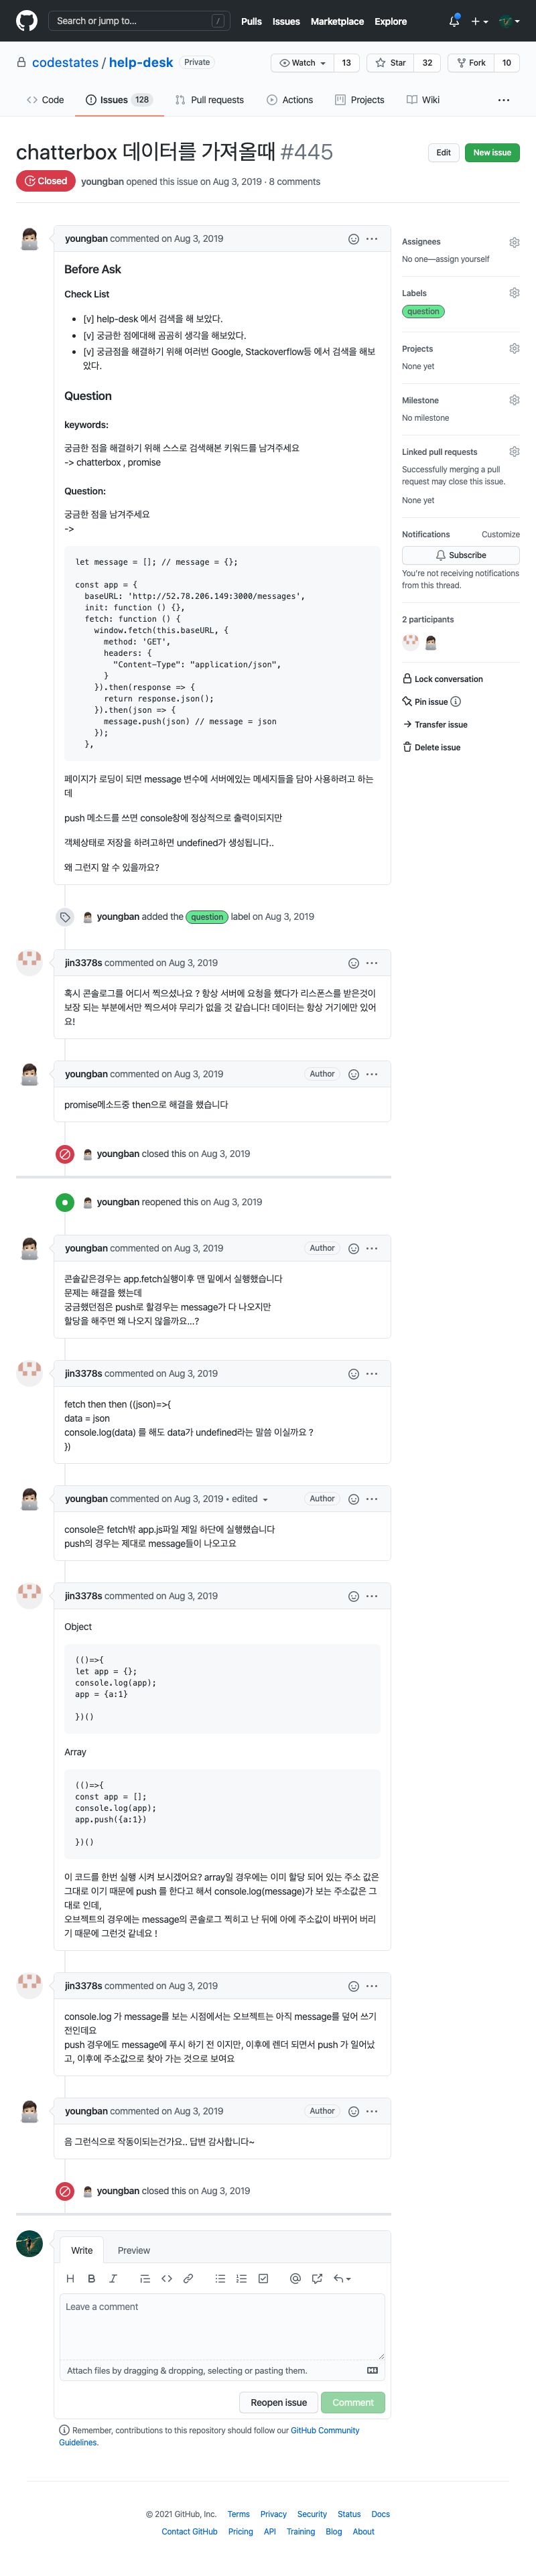 Search or jump to...
/
Pulls
Issues
Marketplace
Explore
codestates / help-desk
Private
Watch
13
Star
32
Fork
10
Code
Issues 128
Pull requests
Actions
Projects
Wiki
chatterbox 데이터를 가져올때 #445
Edit
New issue
Closed
youngban opened this issue on Aug 3, 2019 · 8 comments
youngban commented on Aug 3, 2019
Before Ask
Check List
[v] help-desk 에서 검색을 해 보았다.
[v] 궁금한 점에대해 곰곰히 생각을 해보았다.
[v] 궁금점을 해결하기 위해 여러번 Google, Stackoverflow등 에서 검색을 해보
았다.
Question
keywords:
궁금한 점을 해결하기 위해 스스로 검색해본 키워드를 남겨주세요
-> chatterbox , promise
Question:
궁금한 점을 남겨주세요
->
let message = []; // message = {};
const app = {
baseURL: 'http://52.78.206.149:3000/messages',
init: function () {},
fetch: function () {
window.fetch(this.baseURL, {
method: 'GET',
headers: {
"Content-Type": "application/json",
}
}).then(response => {
return response.json();
}).then(json => {
message.push(json) // message = json
});
},
페이지가 로딩이 되면 message 변수에 서버에있는 메세지들을 담아 사용하려고 하는
데
push 메소드를 쓰면 console창에 정상적으로 출력이되지만
객체상태로 저장을 하려고하면 undefined가 생성됩니다..
왜 그런지 알 수 있을까요?
Assignees
No one—assign yourself
Labels
question
Projects
None yet
Milestone
No milestone
Linked pull requests
Successfully merging a pull
request may close this issue.
None yet
Notifications
Customize
Subscribe
You're not receiving notifications
from this thread.
2 participants
Lock conversation
Pin issue
Transfer issue
Delete issue
youngban added the question label on Aug 3, 2019
jin3378s commented on Aug 3, 2019
혹시 콘솔로그를 어디서 찍으셨나요 ? 항상 서버에 요청을 했다가 리스폰스를 받은것이
보장 되는 부분에서만 찍으셔야 무리가 없을 것 같습니다! 데이터는 항상 거기에만 있어
요!
youngban commented on Aug 3, 2019
Author
promise메소드중 then으로 해결을 했습니다
youngban closed this on Aug 3, 2019
youngban reopened this on Aug 3, 2019
youngban commented on Aug 3, 2019
Author
콘솔같은경우는 app.fetch실행이후 맨 밑에서 실행했습니다
문제는 해결을 했는데
궁금했던점은 push로 할경우는 message가 다 나오지만
할당을 해주면 왜 나오지 않을까요...?
jin3378s commented on Aug 3, 2019
fetch then then ((json)=>{
data = json
console.log(data) 를 해도 data가 undefined라는 말씀 이실까요 ?
})
youngban commented on Aug 3, 2019 • edited
Author
console은 fetch밖 app.js파일 제일 하단에 실행했습니다
push의 경우는 제대로 message들이 나오고요
jin3378s commented on Aug 3, 2019
Object
(()=>{
let app = {};
console.log(app);
app = {a:1}
})()
Array
(()=>{
const app = [];
console.log(app);
app.push({a:1})
})()
이 코드를 한번 실행 시켜 보시겠어요? array일 경우에는 이미 할당 되어 있는 주소 값은
그대로 이기 때문에 push 를 한다고 해서 console.log(message)가 보는 주소값은 그
대로 인데,
오브젝트의 경우에는 message의 콘솔로그 찍히고 난 뒤에 아에 주소값이 바뀌어 버리
기 때문에 그런것 같네요 !
jin3378s commented on Aug 3, 2019
console.log 가 message를 보는 시점에서는 오브젝트는 아직 message를 덮어 쓰기
전인데요
push 경우에도 message에 푸시 하기 전 이지만, 이후에 렌더 되면서 push 가 일어났
고, 이후에 주소값으로 찾아 가는 것으로 보여요
youngban commented on Aug 3, 2019
Author
음 그런식으로 작동이되는건가요.. 답변 감사합니다~
youngban closed this on Aug 3, 2019
Write
Preview
Leave a comment
Attach files by dragging & dropping, selecting or pasting them.
Reopen issue
Comment
Remember, contributions to this repository should follow our GitHub Community
Guidelines.
© 2021 GitHub, Inc.
Terms
Privacy
Security
Status
Docs
Contact GitHub
Pricing
API
Training
Blog
About